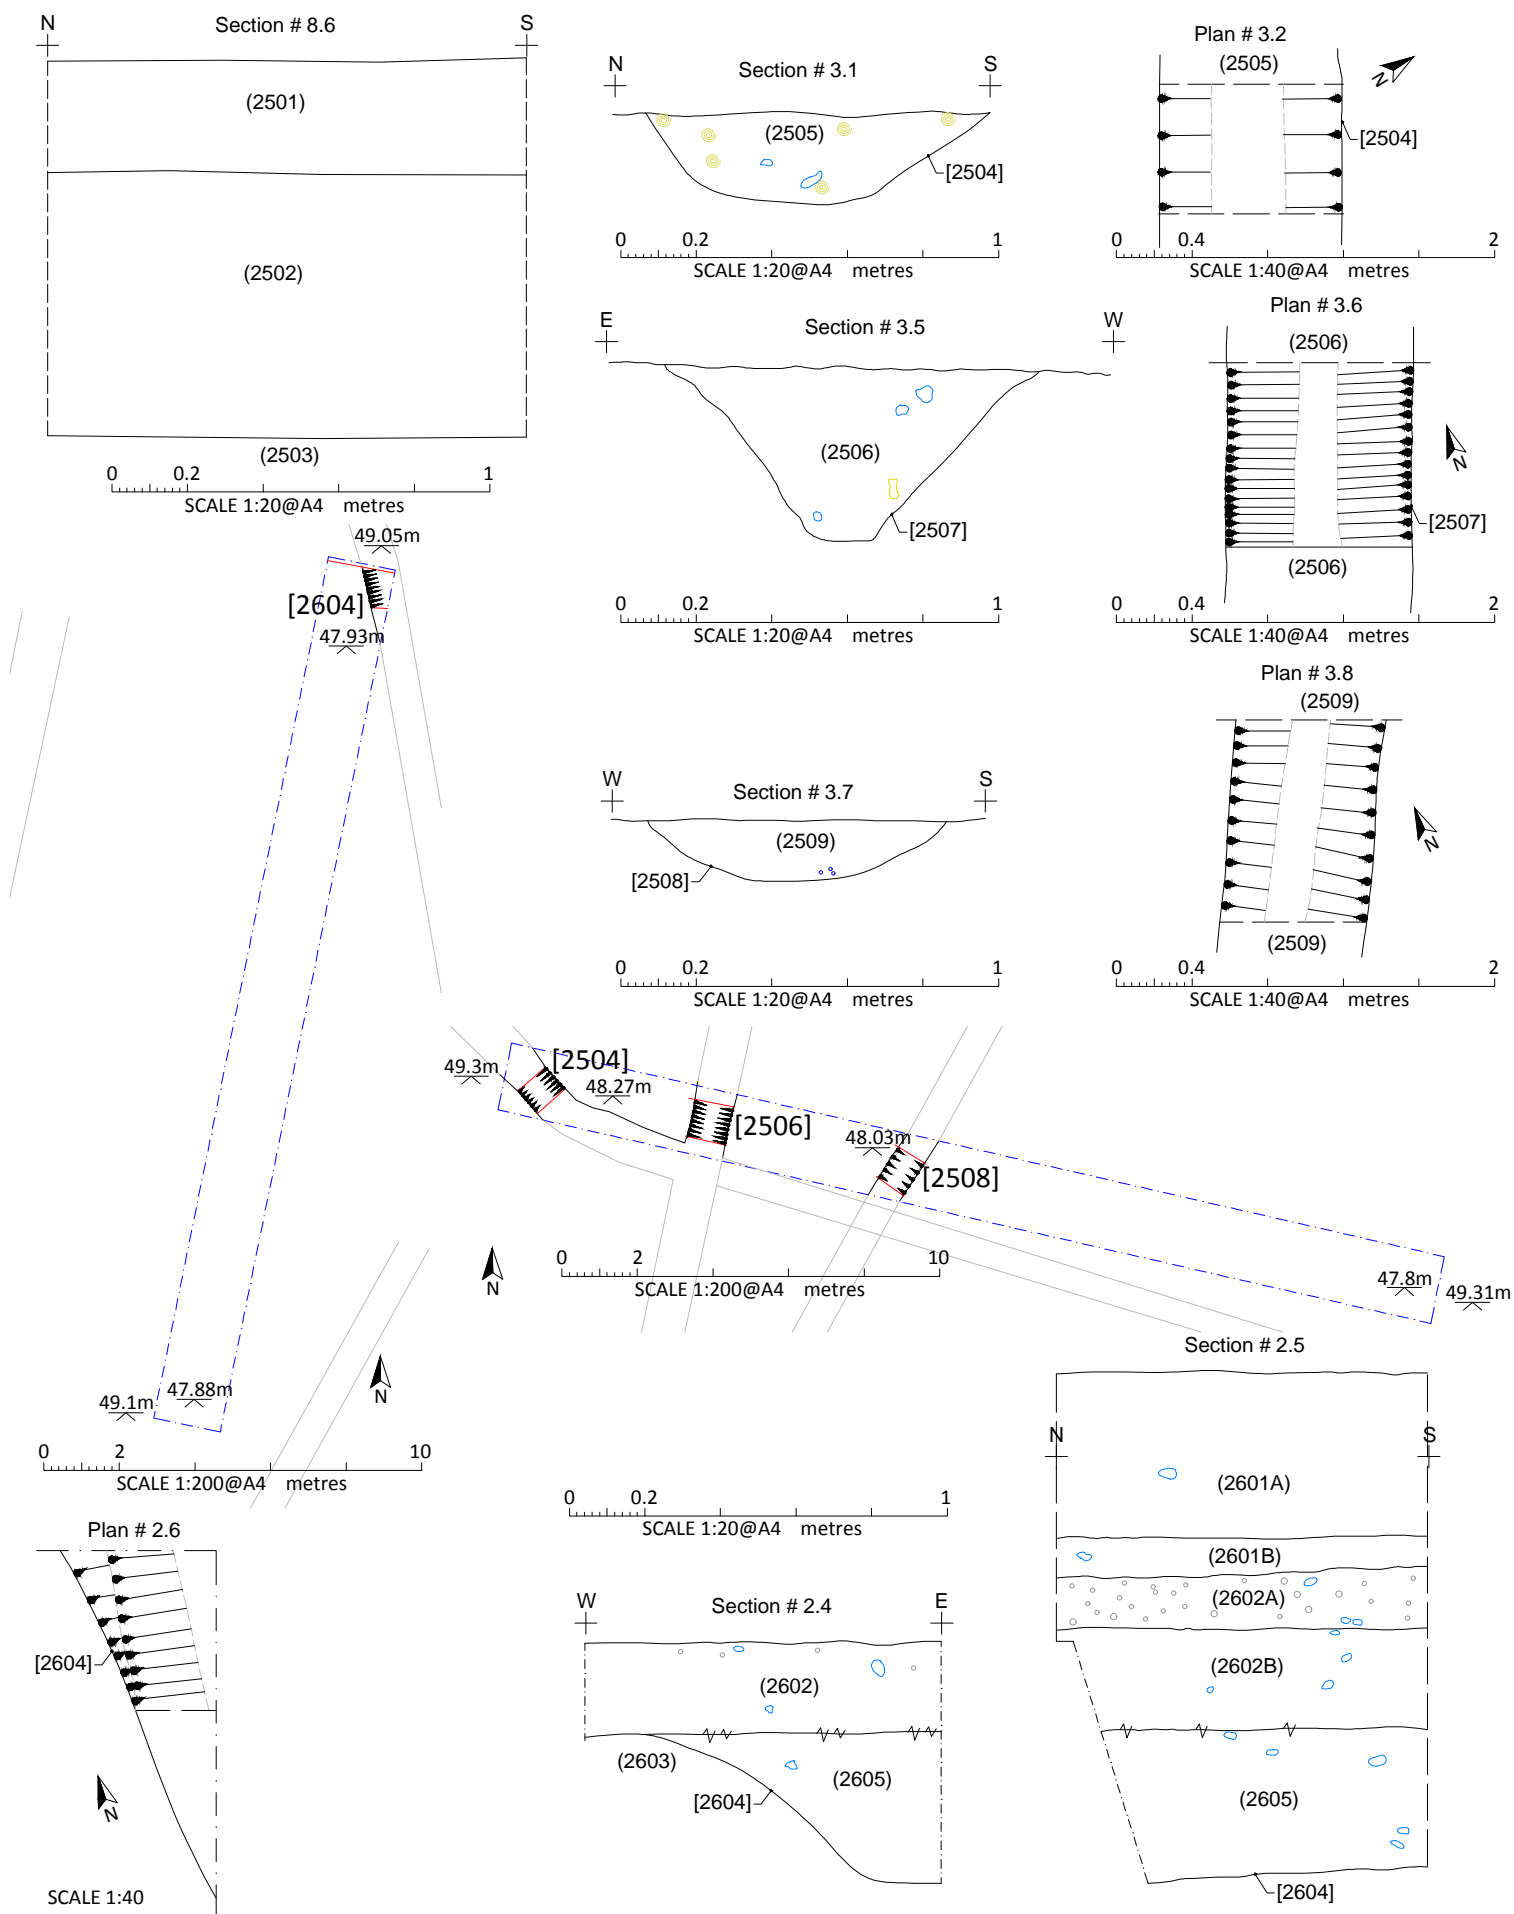 Section # 8.6
N S
(2501)
(2502)
(2503)
0 0.2 1
SCALE 1:20@A4 metres
Section # 3.1
N S
(2505)
[2504]
0 0.2 1
SCALE 1:20@A4 metres
Plan # 3.2
(2505)
N
[2504]
0 0.4 2
SCALE 1:40@A4 metres
Section # 3.5
E W
(2506)
[2507]
0 0.2 1
SCALE 1:20@A4 metres
Plan # 3.6
(2506)
N
[2507]
(2506)
0 0.4 2
SCALE 1:40@A4 metres
49.05m
[2604]
47.93m
Section # 3.7
W S
(2509)
[2508]
0 0.2 1
SCALE 1:20@A4 metres
Plan # 3.8
(2509)
N
(2509)
0 0.4 2
SCALE 1:40@A4 metres
49.3m
[2504]
48.27m
[2506]
48.03m
[2508]
47.8m
49.31m
N
0 2 10
SCALE 1:200@A4 metres
49.1m
47.88m
N
0 2 10
SCALE 1:200@A4 metres
Plan # 2.6
[2604]
N
SCALE 1:40
0 0.2 1
SCALE 1:20@A4 metres
Section # 2.4
W E
(2602)
(2603)
(2605)
[2604]
Section # 2.5
N S
(2601A)
(2601B)
(2602A)
(2602B)
(2605)
[2604]